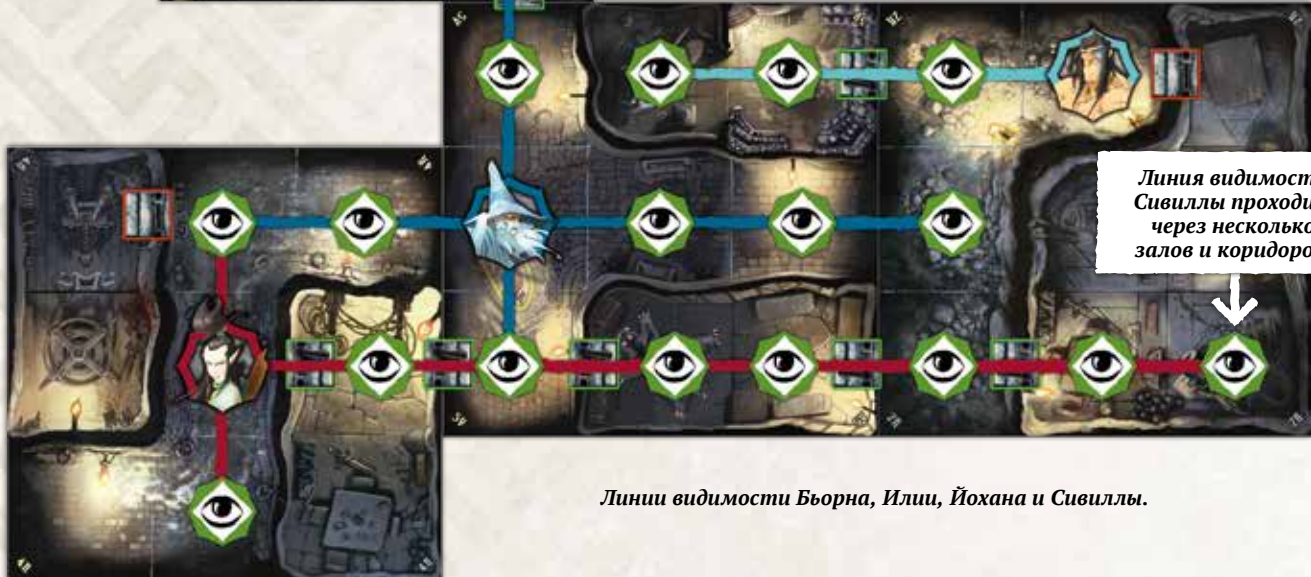 Линия видимост
Сивиллы проходи
через несколько
залов и коридоро
Линии видимости Бьорна, Илии, Йохана и Сивиллы.